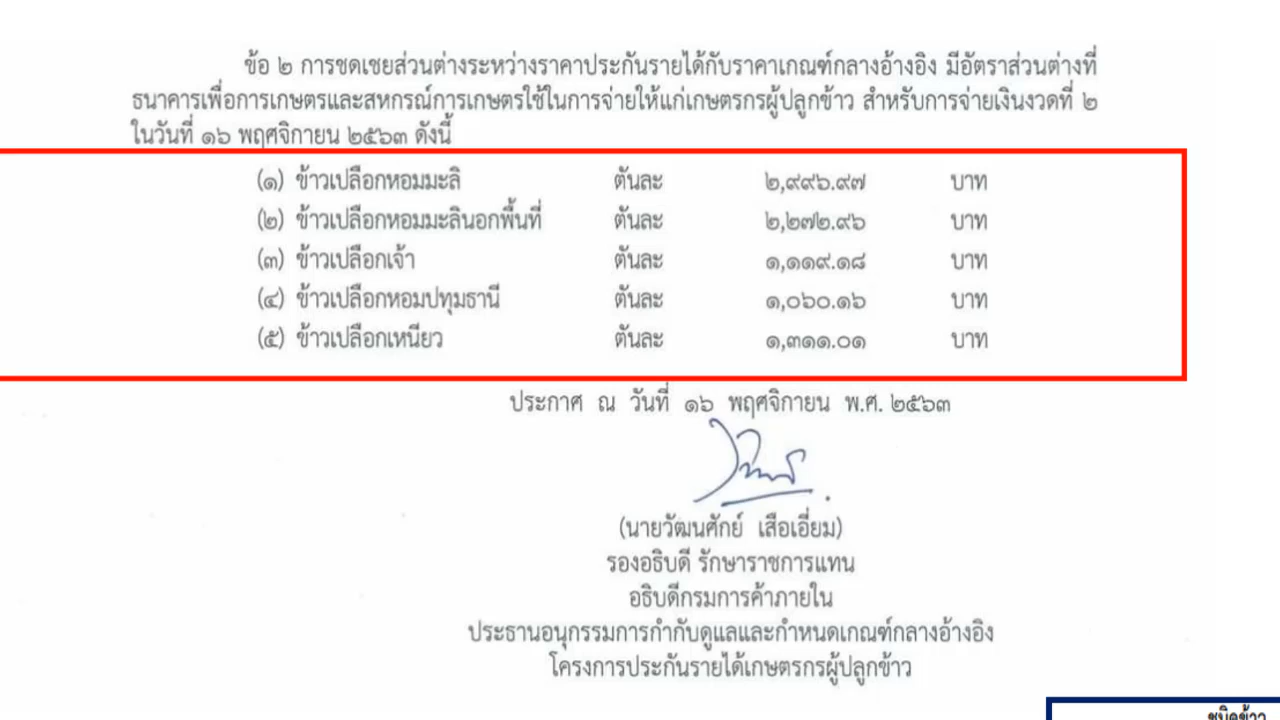 ข้อ ๒ การชดเชยส่วนต่างระหว่างราคาประกันรายได้กับราคาเกณฑ์กลางอ้างอิง มีอัตราส่วนต่างที่
ธนาคารเพื่อการเกษตรและสหกรณ์การเกษตรใช้ในการจ่ายให้แก่เกษตรกรผู้ปลูกข้าว สำหรับการจ่ายเงินงวดที่ ๒
ในวันที่ ๑๖ พฤศจิกายน ๒๕๖๓ ดังนี้
(๑) ข้าวเปลือกหอมมะลิ ตันละ ๒,๙๙๖.๙๗ บาท
(๒) ข้าวเปลือกหอมมะลินอกพื้นที่ ตันละ ๒,๒๗๒.๙๖ บาท
(๓) ข้าวเปลือกเจ้า ตันละ ๑,๑๑๙.๑๘ บาท
(๔) ข้าวเปลือกหอมปทุมธานี ตันละ ๑,๐๖๐.๑๖ บาท
(๕) ข้าวเปลือกเหนียว ตันละ ๑,๓๑๑.๐๑ บาท
ประกาศ ณ วันที่ ๑๖ พฤศจิกายน พ.ศ. ๒๕๖๓
(นายวัฒนศักย์ เสือเอี่ยม)
รองอธิบดี รักษาราชการแทน
อธิบดีกรมการค้าภายใน
ประธานอนุกรรมการกำกับดูแลและกำหนดเกณฑ์กลางอ้างอิง
โครงการประกันรายได้เกษตรกรผู้ปลูกข้าว
ชนิดข้าว